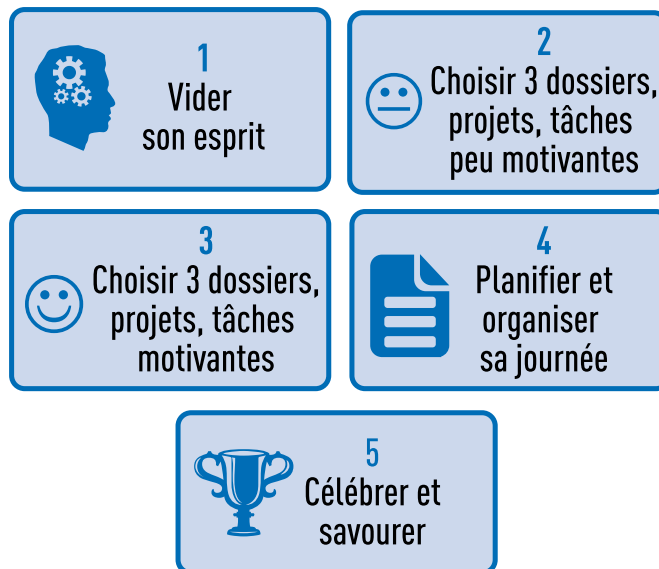 1
Vider
son esprit
2
Choisir 3 dossiers,
projets, tâches
peu motivantes
3
Choisir 3 dossiers,
projets, tâches
motivantes
4
Planifier et
organiser
sa journée
5
Célébrer et
savourer